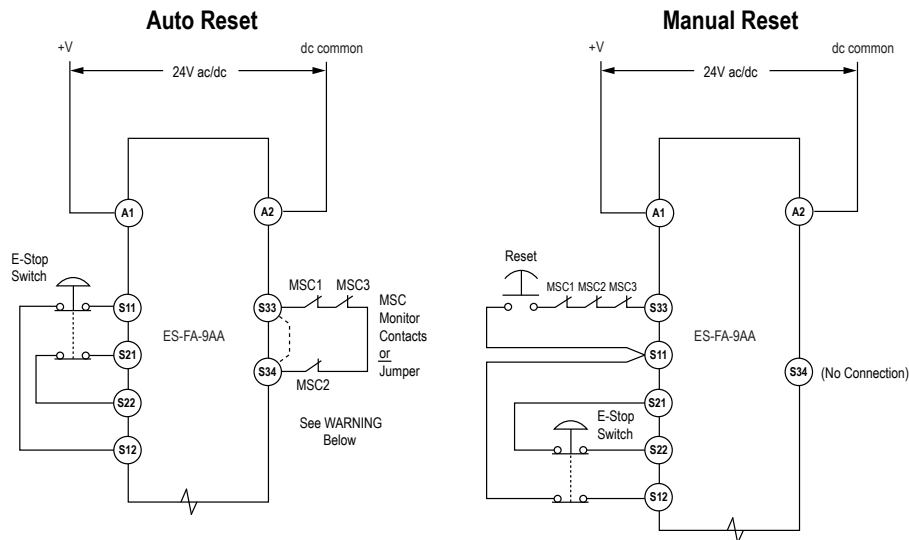 Auto Reset
+V
dc common
24V ac/dc
A1
A2
E-Stop
Switch
S11
S21
S22
S12
ES-FA-9AA
S33
S34
MSC1
MSC3
MSC2
MSC
Monitor
Contacts
or
Jumper
See WARNING
Below
Manual Reset
+V
dc common
24V ac/dc
A1
A2
Reset
MSC1
MSC2
MSC3
S33
S11
ES-FA-9AA
S34
(No Connection)
S21
E-Stop
Switch
S22
S12